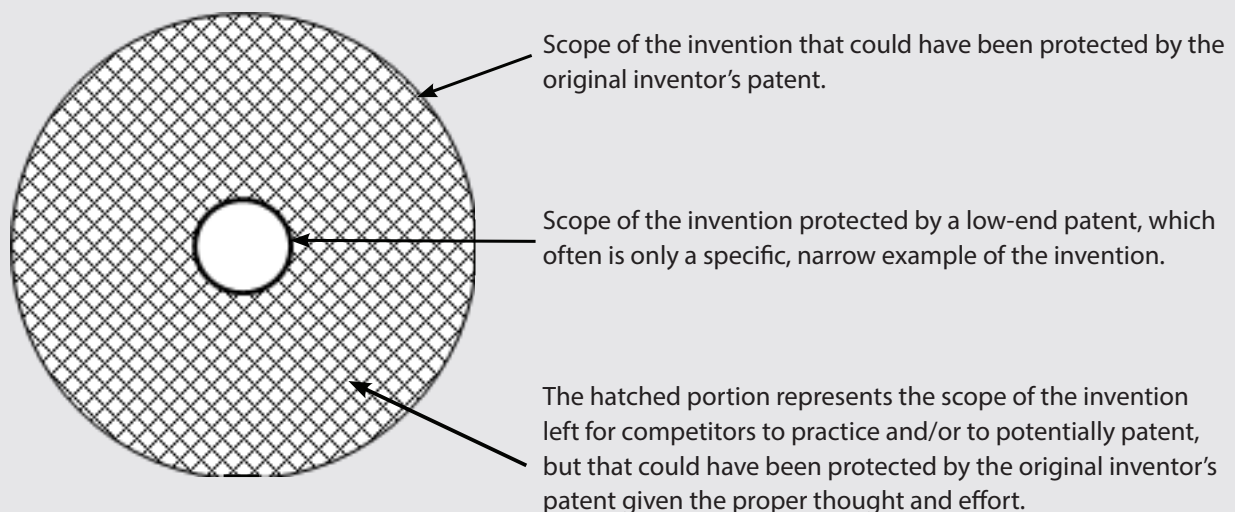 Scope of the invention that could have been protected by the
original inventor’s patent.
Scope of the invention protected by a low-end patent, which
often is only a specific, narrow example of the invention.
The hatched portion represents the scope of the invention
left for competitors to practice and/or to potentially patent,
but that could have been protected by the original inventor’s
patent given the proper thought and effort.